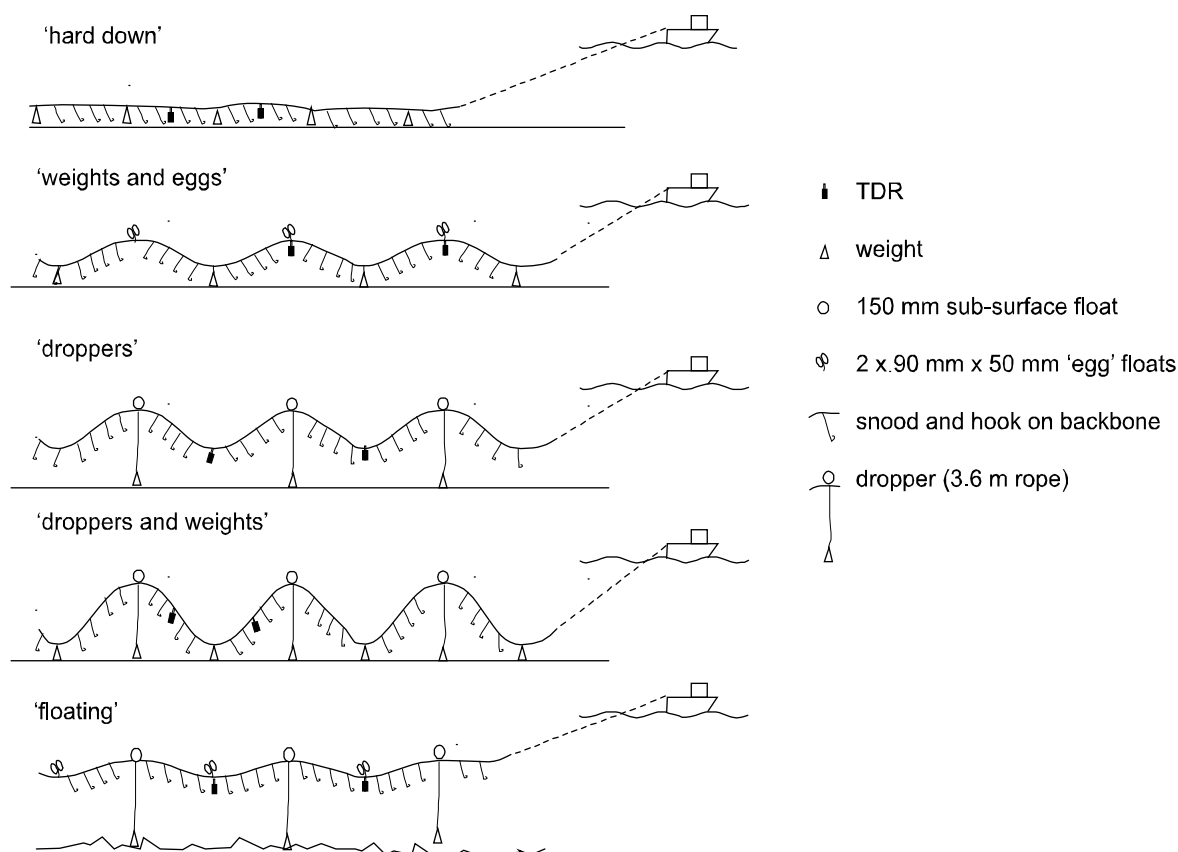 ‘hard down’
‘weights and eggs’
‘droppers’
‘droppers and weights’
‘floating’
TDR
weight
150 mm sub-surface float
2 x.90 mm x 50 mm ‘egg’ floats
snood and hook on backbone
dropper (3.6 m rope)